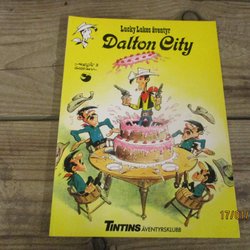 Lucky Lukes äventyr
Dalton City
TINTINS ÄVENTYRSKLUBB